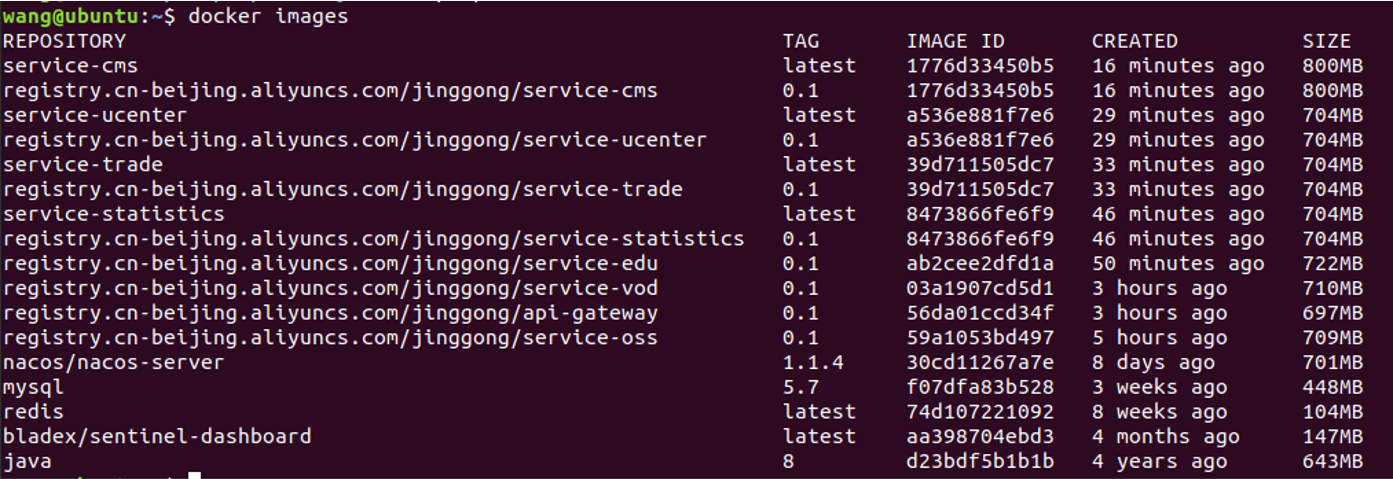 wang@ubuntu:~$ docker images
REPOSITORY TAG IMAGE ID CREATED SIZE
service-cms latest 1776d33450b5 16 minutes ago 800MB
registry.cn-beijing.aliyuncs.com/jinggong/service-cms 0.1 1776d33450b5 16 minutes ago 800MB
service-ucenter latest a536e881f7e6 29 minutes ago 704MB
registry.cn-beijing.aliyuncs.com/jinggong/service-ucenter 0.1 a536e881f7e6 29 minutes ago 704MB
service-trade latest 39d711505dc7 33 minutes ago 704MB
registry.cn-beijing.aliyuncs.com/jinggong/service-trade 0.1 39d711505dc7 33 minutes ago 704MB
service-statistics latest 8473866fe6f9 46 minutes ago 704MB
registry.cn-beijing.aliyuncs.com/jinggong/service-statistics 0.1 8473866fe6f9 46 minutes ago 704MB
registry.cn-beijing.aliyuncs.com/jinggong/service-edu 0.1 ab2cee2dfd1a 50 minutes ago 722MB
registry.cn-beijing.aliyuncs.com/jinggong/service-vod 0.1 03a1907cd5d1 3 hours ago 710MB
registry.cn-beijing.aliyuncs.com/jinggong/api-gateway 0.1 56da01ccd34f 3 hours ago 697MB
registry.cn-beijing.aliyuncs.com/jinggong/service-oss 0.1 59a1053bd497 5 hours ago 709MB
nacos/nacos-server 1.1.4 30cd11267a7e 8 days ago 701MB
mysql 5.7 f07dfa83b528 3 weeks ago 448MB
redis latest 74d107221092 8 weeks ago 104MB
bladex/sentinel-dashboard latest aa398704ebd3 4 months ago 147MB
java 8 d23bdf5b1b1b 4 years ago 643MB